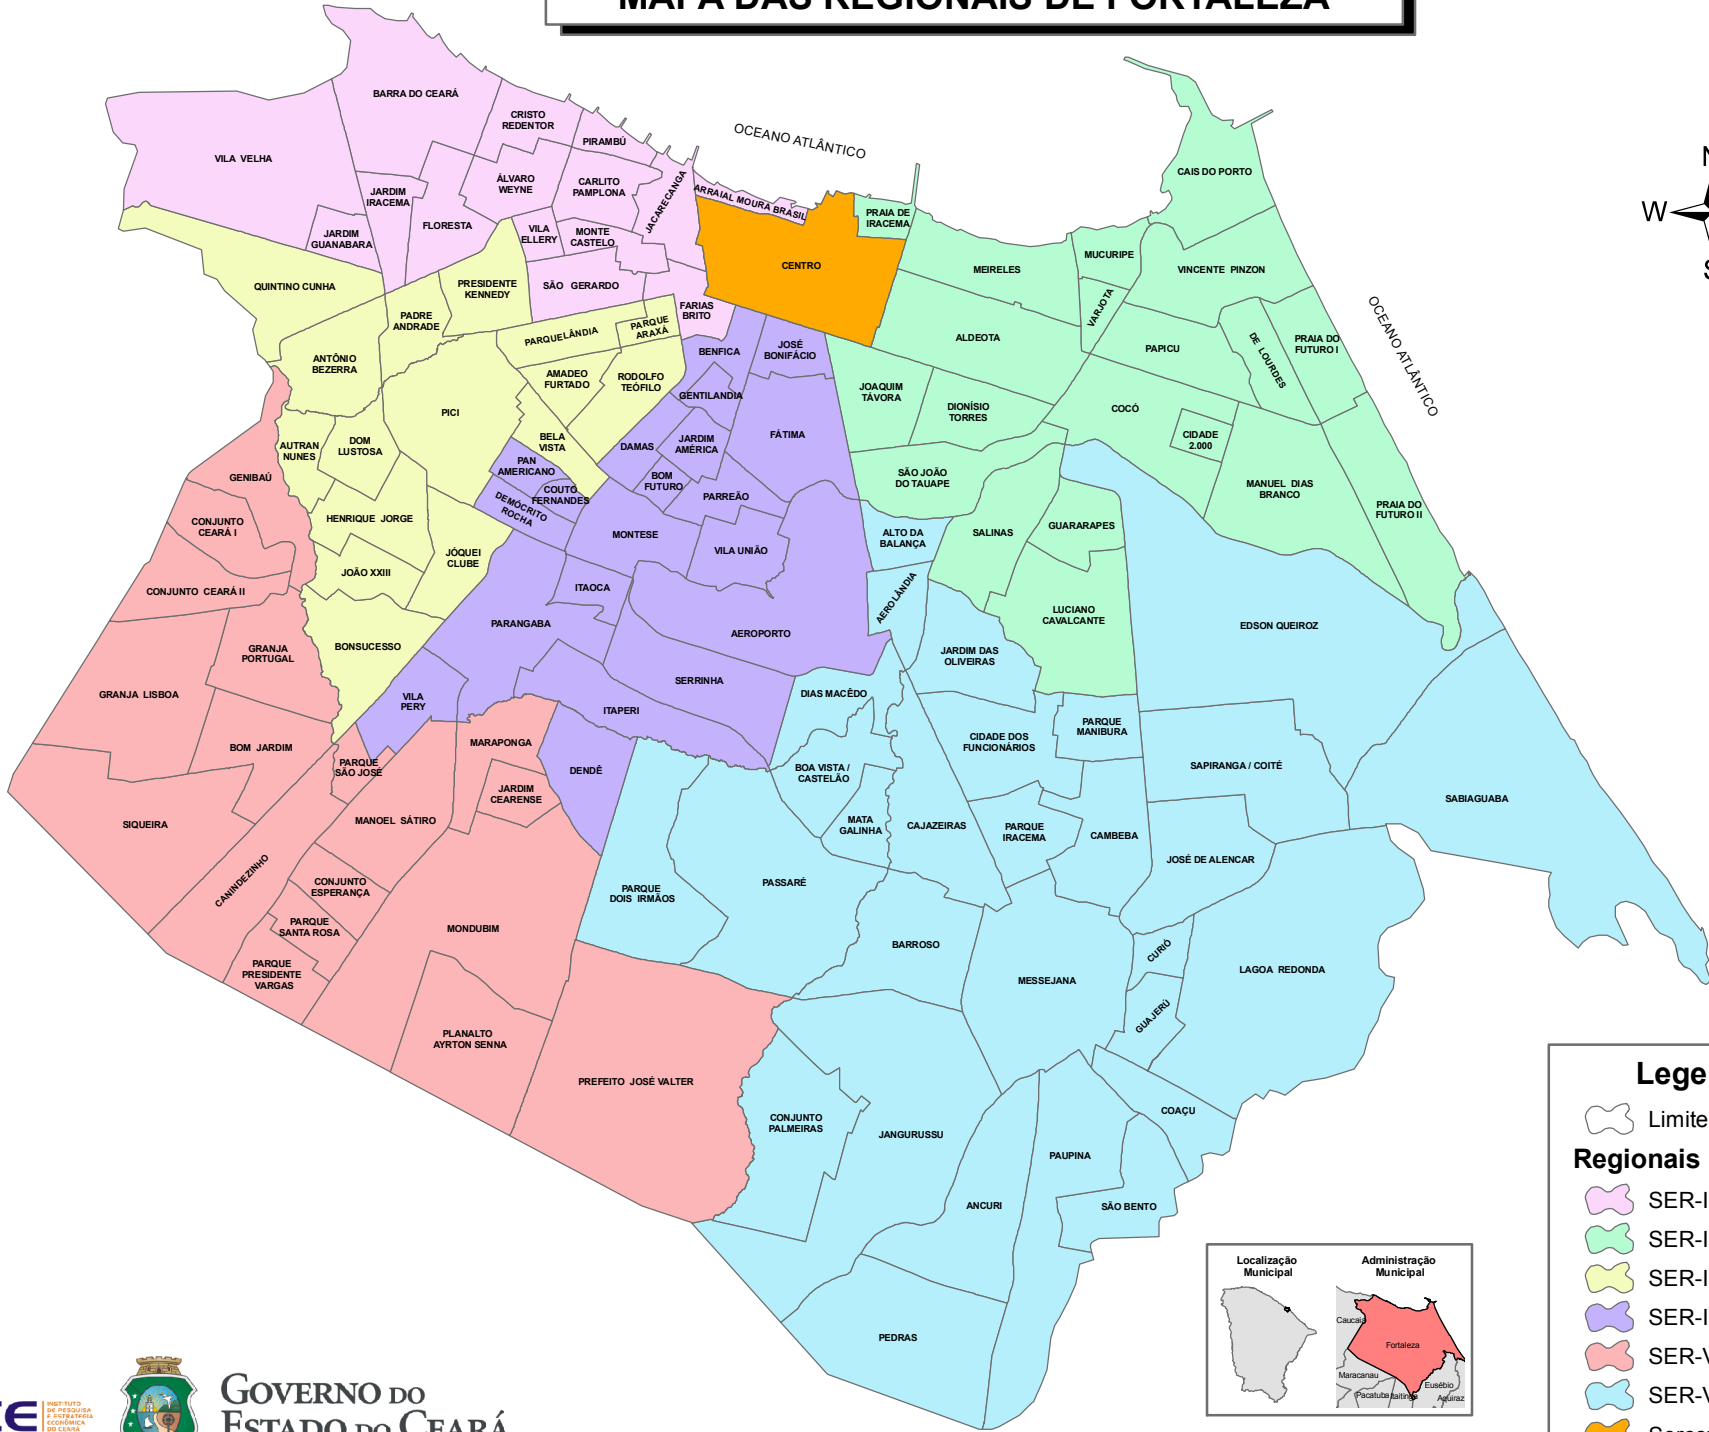 MAPA DAS REGIONAIS DE FORTALEZA
OCEANO ATLÂNTICO
OCEANO ATLÂNTICO
W
BARRA DO CEARÁ
VILA VELHA
CRISTO
REDENTOR
PIRAMBÚ
JARDIM
IRACEMA
ÁLVARO
WEYNE
CARLITO
PAMPLONA
JACARECANGA
ARRAIAL MOURA BRASIL
JARDIM
GUANABARA
FLORESTA
VILA
ELLERY
MONTE
CASTELO
SÃO GERARDO
FARIAS
BRITO
CENTRO
PRAIA DE
IRACEMA
MEIRELES
MUCURIPE
CAIS DO PORTO
VINCENTE PINZON
VARJOTA
ALDEOTA
PAPICU
DE LOURDES
PRAIA DO
FUTURO I
JOAQUIM
TÁVORA
DIONÍSIO
TORRES
COCÓ
CIDADE
2.000
SÃO JOÃO
DO TAUAPE
MANUEL DIAS
BRANCO
PRAIA DO
FUTURO II
SALINAS
GUARARAPES
LUCIANO
CAVALCANTE
QUINTINO CUNHA
PADRE
ANDRADE
PRESIDENTE
KENNEDY
PARQUELÂNDIA
PARQUE
ARAXÁ
ANTÔNIO
BEZERRA
AMADEO
FURTADO
RODOLFO
TEÓFILO
PICI
AUTRAN
NUNES
DOM
LUSTOSA
BELA
VISTA
HENRIQUE JORGE
JÓQUEI
CLUBE
JOÃO XXIII
BONSUCESSO
BENFICA
JOSÉ
BONIFÁCIO
GENTILANDIA
DAMAS
JARDIM
AMÉRICA
FÁTIMA
PAN
AMERICANO
COUTO
FERNANDES
DEMÓCRITO
ROCHA
BOM
FUTURO
PARREÃO
MONTESE
VILA UNIÃO
ITAOCA
PARANGABA
AEROPORTO
SERRINHA
VILA
PERY
ITAPERI
DENDÊ
GENIBAÚ
CONJUNTO
CEARÁ I
CONJUNTO CEARÁ II
GRANJA
PORTUGAL
GRANJA LISBOA
BOM JARDIM
PARQUE
SÃO JOSÉ
SIQUEIRA
CANINDEZINHO
MARAPONGA
JARDIM
CEARENSE
MANOEL SÁTIRO
CONJUNTO
ESPERANÇA
PARQUE
SANTA ROSA
PARQUE
PRESIDENTE
VARGAS
MONDUBIM
PLANALTO
AYRTON SENNA
PREFEITO JOSÉ VALTER
ALTO DA
BALANÇA
AEROLÂNDIA
JARDIM DAS
OLIVEIRAS
EDSON QUEIROZ
DIAS MACÊDO
CIDADE DOS
FUNCIONÁRIOS
PARQUE
MANIBURA
SAPIRANGA / COITÉ
SABIAGUABA
BOA VISTA /
CASTELÃO
MATA
GALINHA
CAJAZEIRAS
PARQUE
IRACEMA
CAMBEBA
JOSÉ DE ALENCAR
PARQUE
DOIS IRMÃOS
PASSARÉ
BARROSO
MESSEJANA
CURIÓ
LAGOA REDONDA
GUAJERÚ
CONJUNTO
PALMEIRAS
JANGURUSSU
COAÇU
PAUPINA
ANCURI
SÃO BENTO
PEDRAS
Lege
Limite
Regionais
SER-I
SER-I
SER-I
SER-I
SER-V
SER-V
Localização
Municipal
Administração
Municipal
Caucaia
Fortaleza
Maracanau
Pacatuba
Itaitinga
Eusébio
Aquiraz
INSTITUTO
DE PESQUISA
E ESTRATÉGIA
ECONÔMICA
DO CEARÁ
GOVERNO DO
ESTADO DO CEARÁ